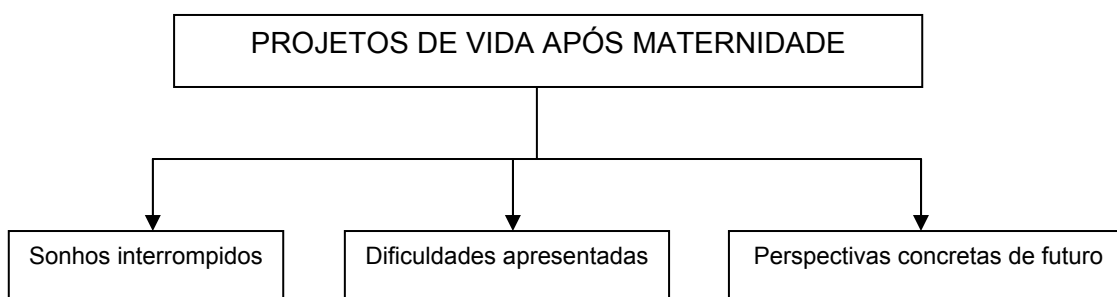 PROJETOS DE VIDA APÓS MATERNIDADE
Sonhos interrompidos
Dificuldades apresentadas
Perspectivas concretas de futuro